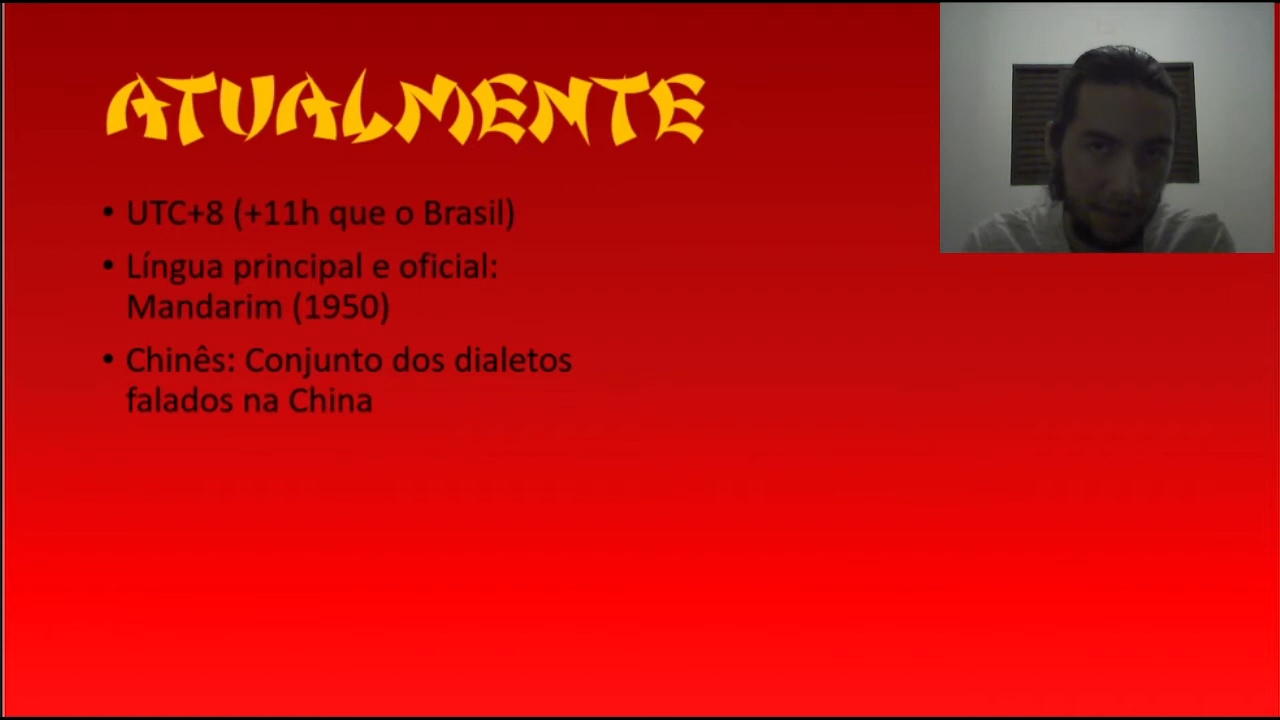 ATUALMENTE
• UTC+8 (+11h que o Brasil)
• Língua principal e oficial:
Mandarim (1950)
• Chinês: Conjunto dos dialetos
falados na China